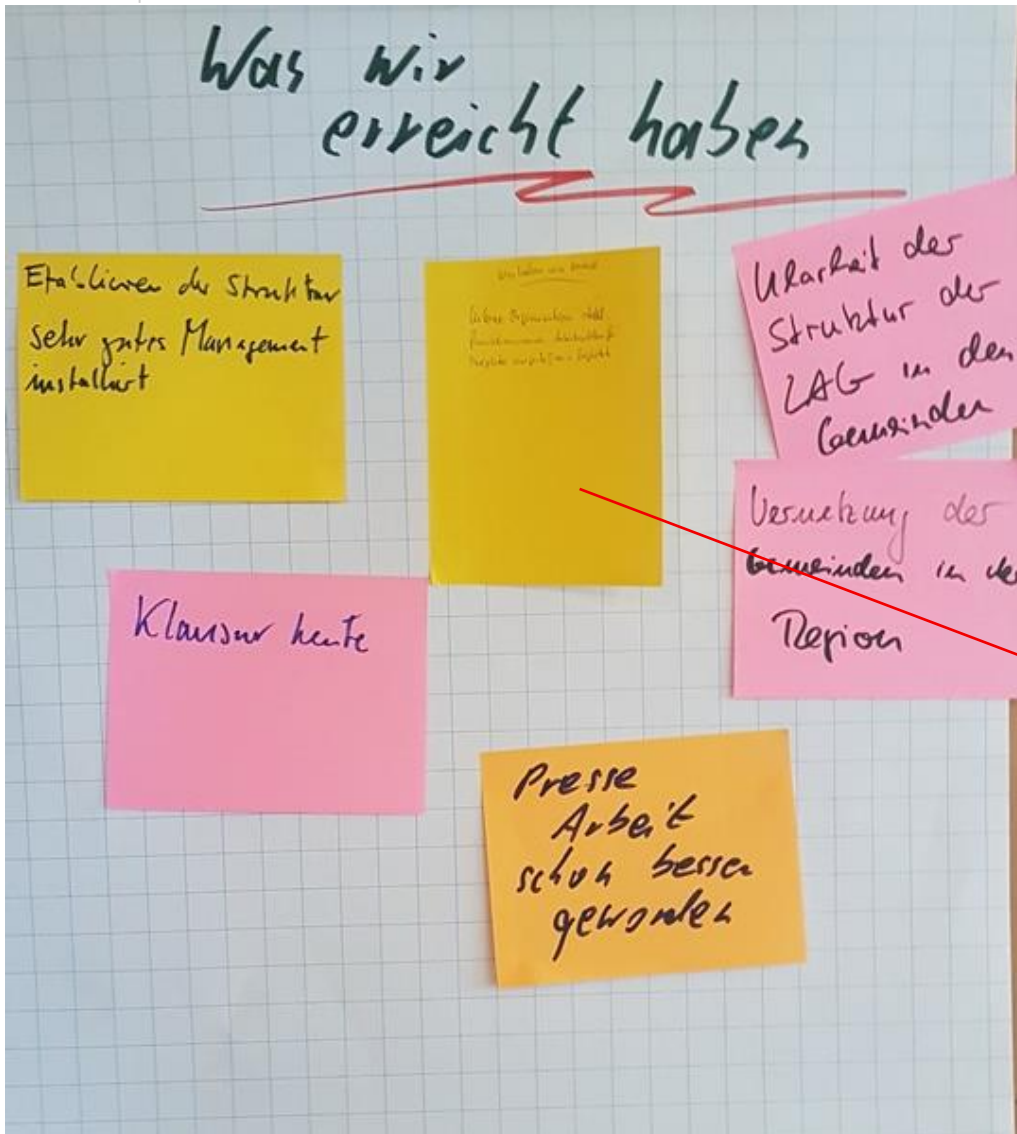 Was wir
erreicht haben
Etablieren der Struktur
sehr gutes Management
installiert
Klarheit der
Struktur der
LAG in den
Gemeinden
Vernetzung der
Gemeinden in
Region
Klausur heute
Presse
Arbeit
schon besser
geworden